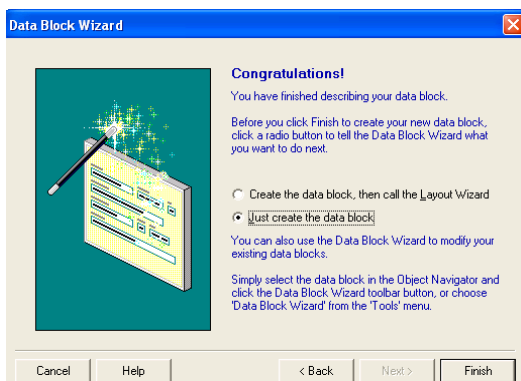 Data Block Wizard
Congratulations!
You have finished describing your data block.
Before you click Finish to create your new data block,
click a radio button to tell the Data Block Wizard what
you want to do next.
Create the data block, then call the Layout Wizard
Just create the data block
You can also use the Data Block Wizard to modify your
existing data blocks.
Simply select the data block in the Object Navigator and
click the Data Block Wizard toolbar button, or choose
'Data Block Wizard' from the 'Tools' menu.
Cancel Help < Back Next > Finish